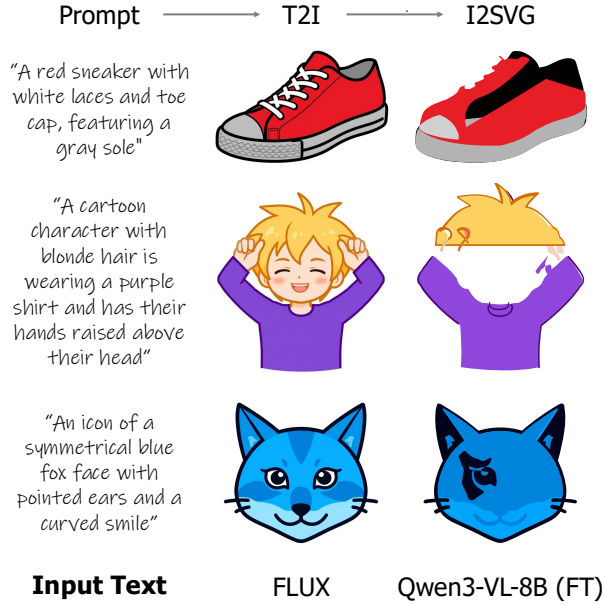 Prompt T2I I2SVG
“A red sneaker with
white laces and toe
cap, featuring a
gray sole"
“A cartoon
character with
blonde hair is
wearing a purple
shirt and has their
hands raised above
their head”
“An icon of a
symmetrical blue
fox face with
pointed ears and a
curved smile”
Input Text FLUX Qwen3-VL-8B (FT)